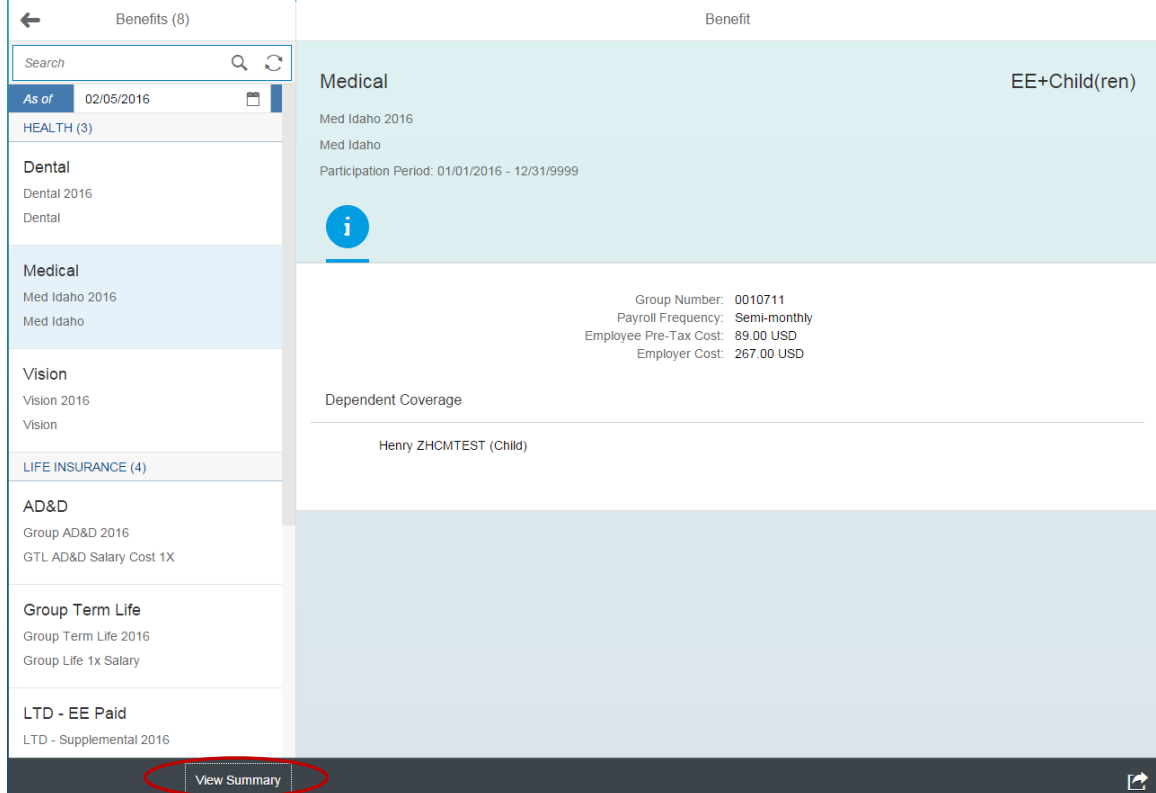 Benefits (8)
Benefit
Search
As of 02/05/2016
HEALTH (3)
Dental
Dental 2016
Dental
Medical
Med Idaho 2016
Med Idaho
Vision
Vision 2016
Vision
LIFE INSURANCE (4)
AD&D
Group AD&D 2016
GTL AD&D Salary Cost 1X
Group Term Life
Group Term Life 2016
Group Life 1x Salary
LTD - EE Paid
LTD - Supplemental 2016
View Summary
Medical EE+Child(ren)
Med Idaho 2016
Med Idaho
Participation Period: 01/01/2016 - 12/31/9999
i
Group Number: 0010711
Payroll Frequency: Semi-monthly
Employee Pre-Tax Cost: 89.00 USD
Employer Cost: 267.00 USD
Dependent Coverage
Henry ZHCMTEST (Child)